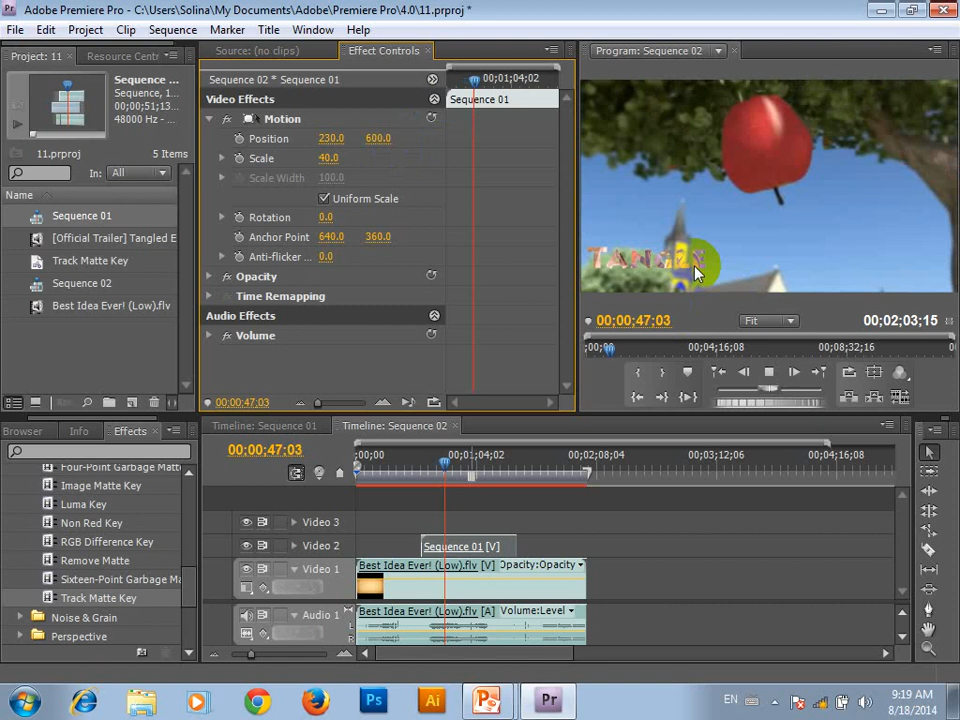 Adobe Premiere Pro - C:\Users\Solina\My Documents\Adobe\Premiere Pro\4.0\11.prproj *
File Edit Project Clip Sequence Marker Title Window Help
Project: 11 × Resource Centr
Source: (no clips) Effect Controls ×
Program: Sequence 02
Sequence ...
Sequence, 1...
00;00;51;13...
48000 Hz - ...
11.prproj 5 Items
In: All
Name
Sequence 01
[Official Trailer] Tangled E
Track Matte Key
Sequence 02
Best Idea Ever! (Low).flv
Sequence 02 * Sequence 01
00;01;04;02
Video Effects
Sequence 01
Motion
Position 230.0 600.0
Scale 40.0
Scale Width 100.0
Uniform Scale
Rotation 0.0
Anchor Point 640.0 360.0
Anti-flicker ... 0.0
Opacity
Time Remapping
Audio Effects
Volume
00;00;47;03
00;00;47;03 Fit 00;02;03;15
00;04;16;08 00;08;32;16
Browser Info Effects ×
Four-Point Garbage Matt
Image Matte Key
Luma Key
Non Red Key
RGB Difference Key
Remove Matte
Sixteen-Point Garbage Ma
Track Matte Key
Noise & Grain
Perspective
Timeline: Sequence 01 Timeline: Sequence 02 ×
00;00;47;03
;00;00 00;01;04;02 00;02;08;04 00;03;12;06 00;04;16;08
Video 3
Video 2 Sequence 01 [V]
Video 1 Best Idea Ever! (Low).flv [V] Opacity:Opacity
Audio 1 Best Idea Ever! (Low).flv [A] Volume:Level
L
R
EN
9:19 AM
8/18/2014